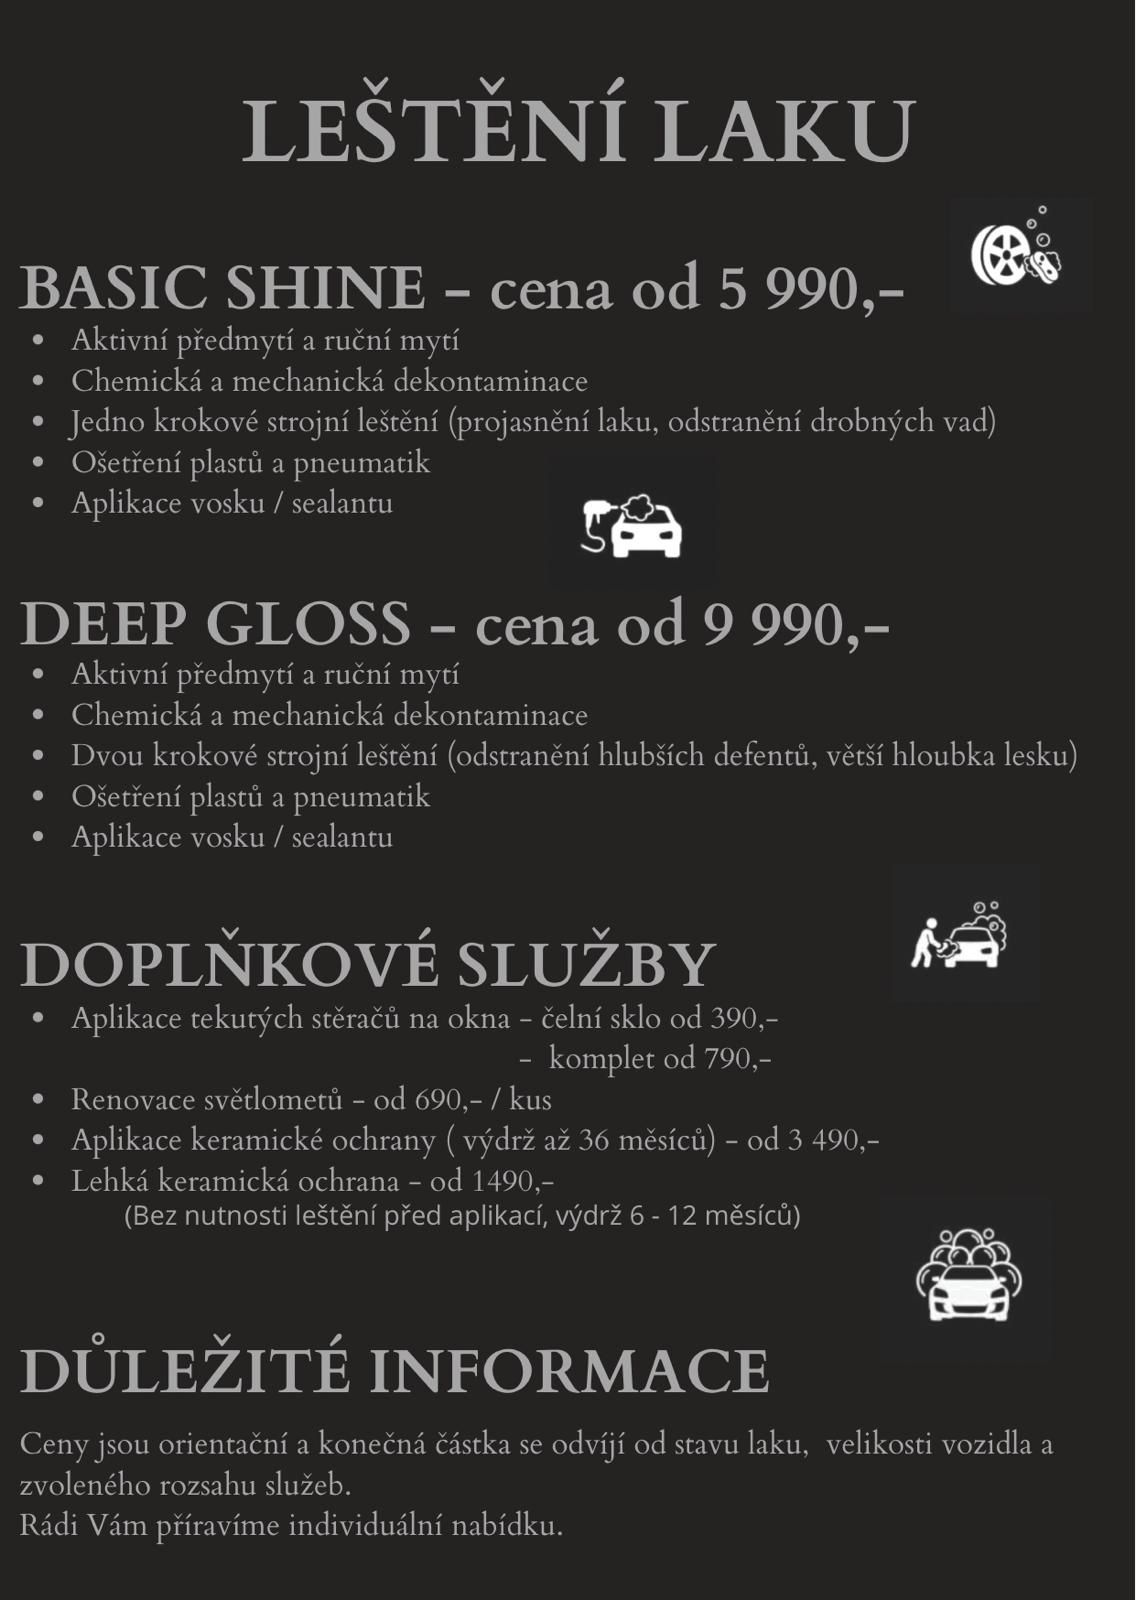 LEŠTĚNÍ LAKU
BASIC SHINE - cena od 5 990,-
• Aktivní předmytí a ruční mytí
• Chemická a mechanická dekontaminace
• Jedno krokové strojní leštění (projasnění laku, odstranění drobných vad)
• Ošetření plastů a pneumatik
• Aplikace vosku / sealantu
DEEP GLOSS - cena od 9 990,-
• Aktivní předmytí a ruční mytí
• Chemická a mechanická dekontaminace
• Dvou krokové strojní leštění (odstranění hlubších defentů, větší hloubka lesku)
• Ošetření plastů a pneumatik
• Aplikace vosku / sealantu
DOPLŇKOVÉ SLUŽBY
• Aplikace tekutých stěračů na okna - čelní sklo od 390,-
- komplet od 790,-
• Renovace světlometů - od 690,- / kus
• Aplikace keramické ochrany ( výdrž až 36 měsíců) - od 3 490,-
• Lehká keramická ochrana - od 1490,-
(Bez nutnosti leštění před aplikací, výdrž 6 - 12 měsíců)
DŮLEŽITÉ INFORMACE
Ceny jsou orientační a konečná částka se odvíjí od stavu laku, velikosti vozidla a
zvoleného rozsahu služeb.
Rádi Vám příravíme individuální nabídku.